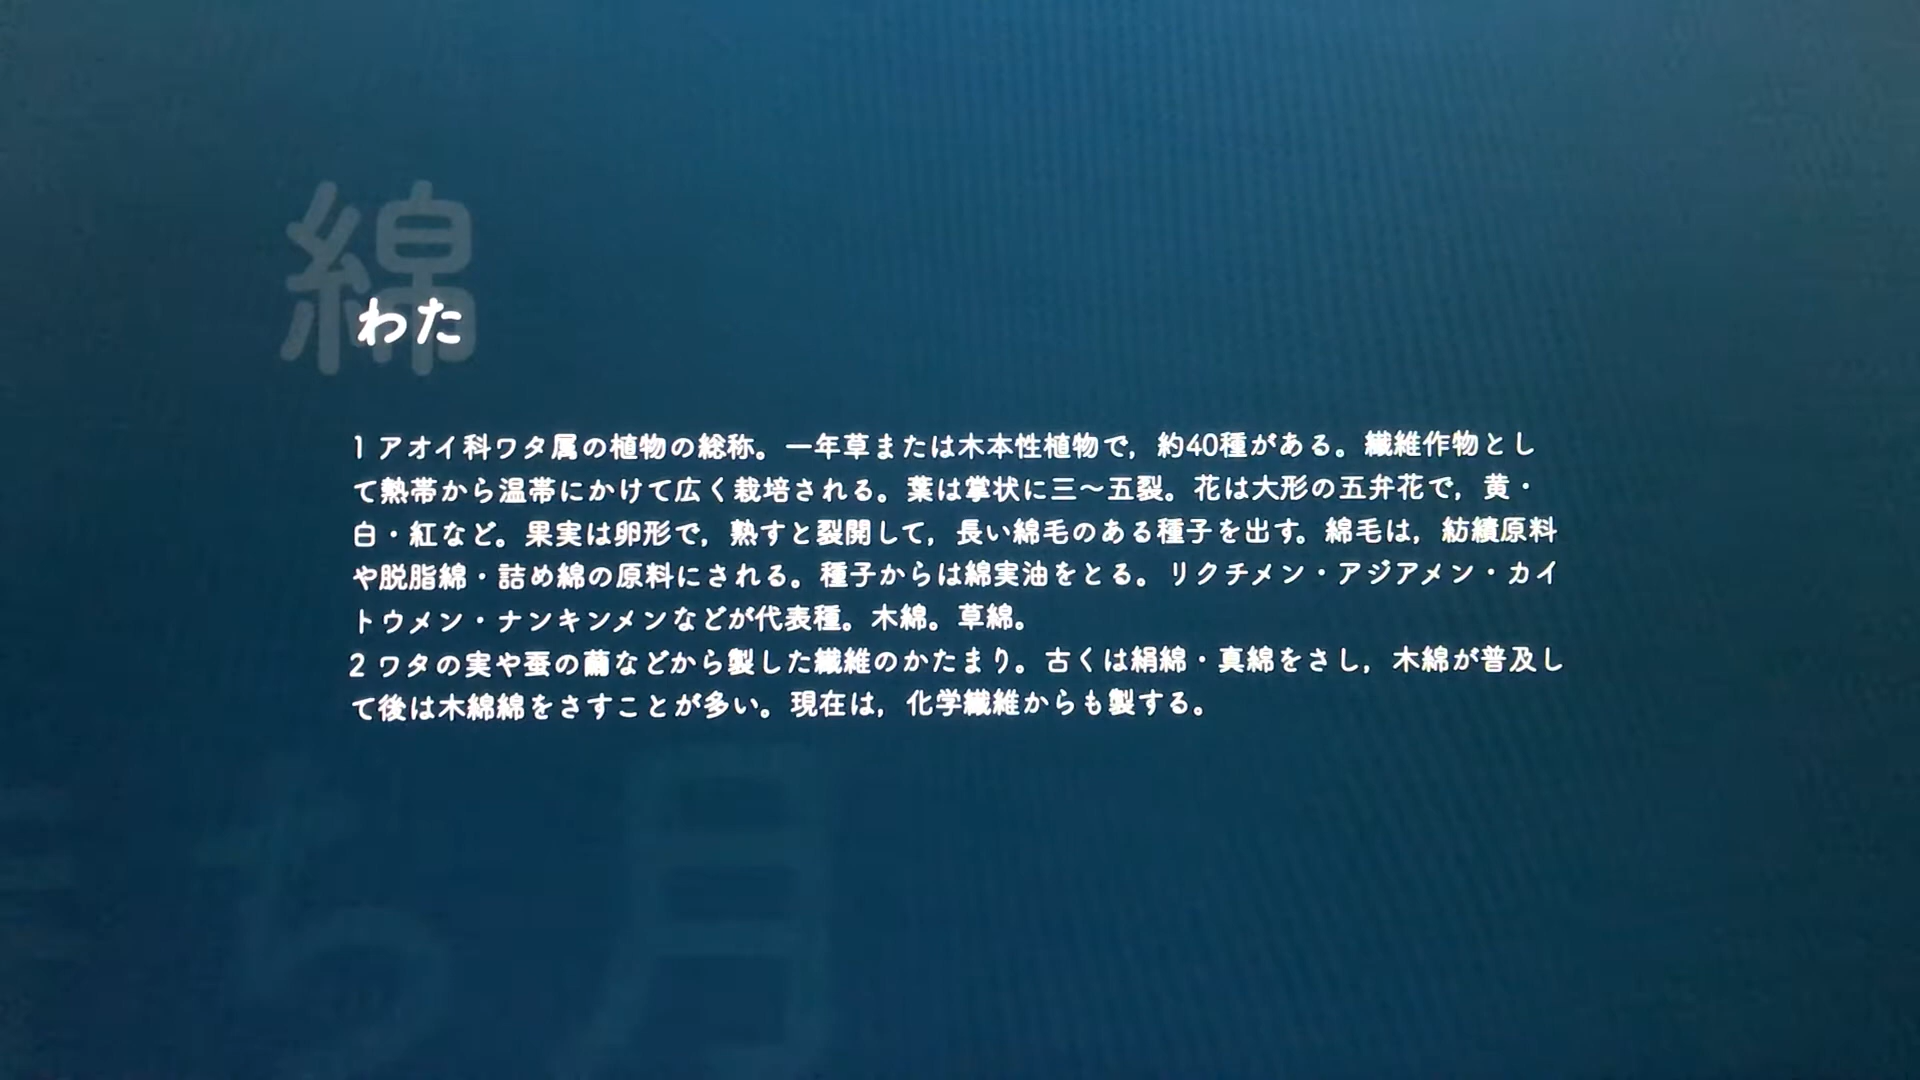 綿
わた
1 アオイ科ワタ属の植物の総称。一年草または木本性植物で，約40種がある。繊維作物とし
て熱帯から温帯にかけて広く栽培される。葉は掌状に三〜五裂。花は大形の五弁花で，黄・
白・紅など。果実は卵形で，熟すと裂開して，長い綿毛のある種子を出す。綿毛は，紡績原料
や脱脂綿・詰め綿の原料にされる。種子からは綿実油をとる。リクチメン・アジアメン・カイ
トウメン・ナンキンメンなどが代表種。木綿。草綿。
2 ワタの実や蚕の繭などから製した繊維のかたまり。古くは絹綿・真綿をさし，木綿が普及し
て後は木綿綿をさすことが多い。現在は，化学繊維からも製する。